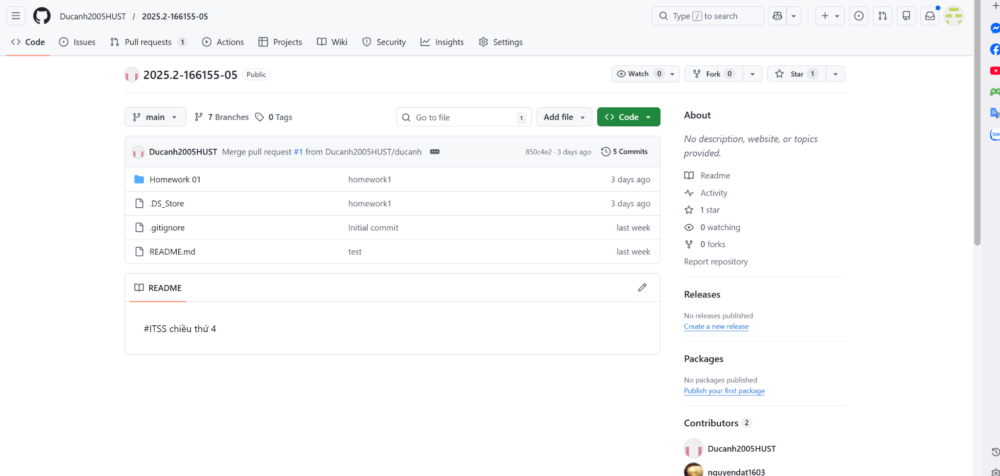 Ducanh2005HUST / 2025.2-166155-05
Type / to search
Code Issues Pull requests 1 Actions Projects Wiki Security Insights Settings
2025.2-166155-05 Public
Watch 0 Fork 0 Star 1
main 7 Branches 0 Tags
Go to file t Add file Code
Ducanh2005HUST Merge pull request #1 from Ducanh2005HUST/ducanh 850c4e2 · 3 days ago 5 Commits
Homework 01 homework1 3 days ago
.DS_Store homework1 3 days ago
.gitignore Initial commit last week
README.md test last week
README
#ITSS chiều thứ 4
About
No description, website, or topics
provided.
Readme
Activity
1 star
0 watching
0 forks
Report repository
Releases
No releases published
Create a new release
Packages
No packages published
Publish your first package
Contributors 2
Ducanh2005HUST
nguyendat1603